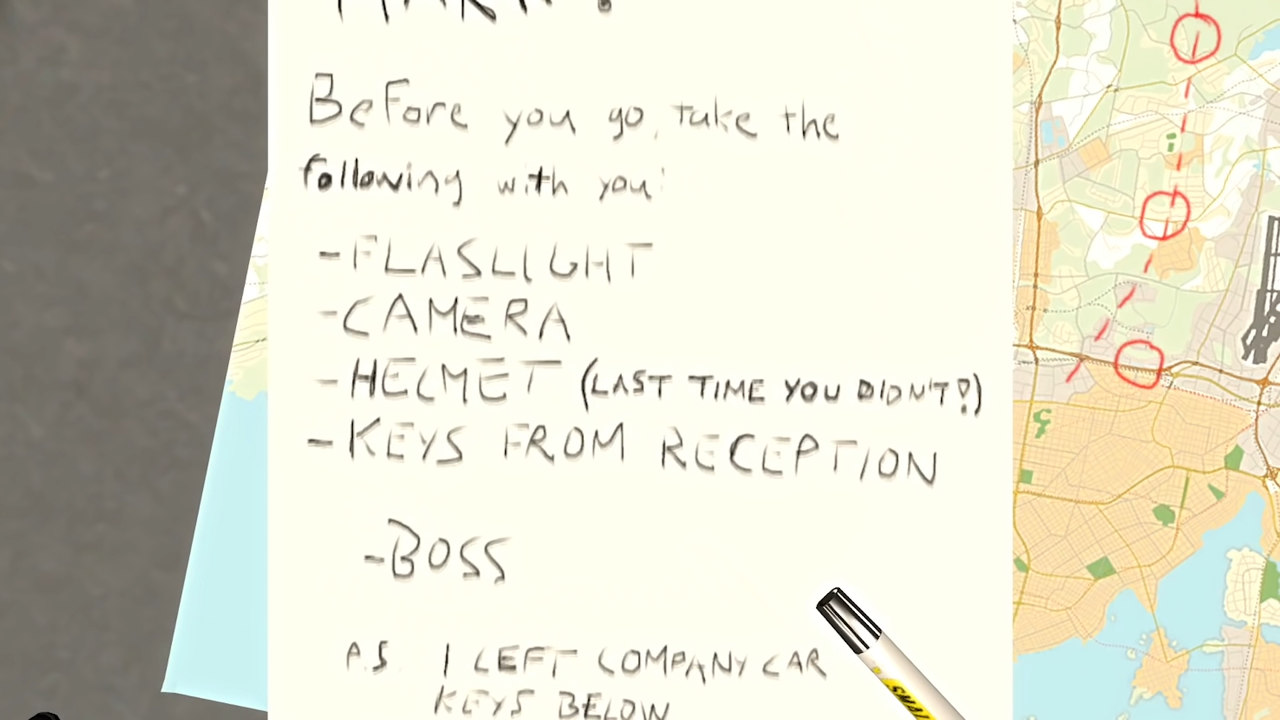 Before you go, take the
following with you:
-FLASLIGHT
-CAMERA
-HELMET (LAST TIME YOU DIDN'T!)
-KEYS FROM RECEPTION
-BOSS
P.S. I LEFT COMPANY CAR
KEYS BELOW